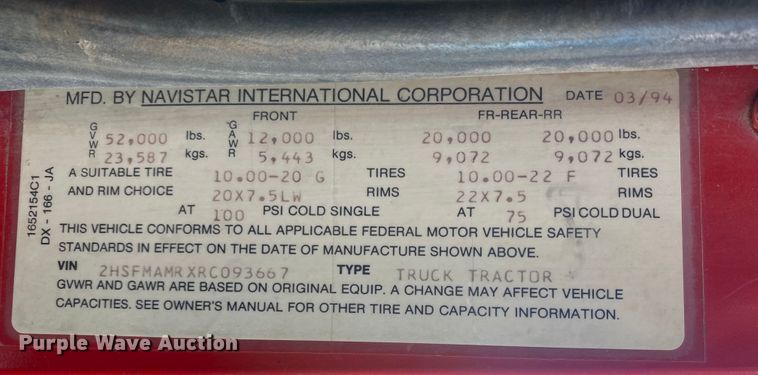 MFD. BY NAVISTAR INTERNATIONAL CORPORATION DATE 03/94
FRONT FR-REAR-RR
GVWR 52,000 lbs. GAWR 12,000 lbs. 20,000 20,000 lbs.
23,587 kgs. 5,443 kgs. 9,072 9,072 kgs.
A SUITABLE TIRE 10.00-20 G TIRES 10.00-22 F TIRES
AND RIM CHOICE 20X7.5LW RIMS 22X7.5 RIMS
AT 100 PSI COLD SINGLE AT 75 PSI COLD DUAL
THIS VEHICLE CONFORMS TO ALL APPLICABLE FEDERAL MOTOR VEHICLE SAFETY
STANDARDS IN EFFECT ON THE DATE OF MANUFACTURE SHOWN ABOVE.
VIN 2HSFMAMRXRC093667 TYPE TRUCK TRACTOR
GVWR AND GAWR ARE BASED ON ORIGINAL EQUIP. A CHANGE MAY AFFECT VEHICLE
CAPACITIES. SEE OWNER'S MANUAL FOR OTHER TIRE AND CAPACITY INFORMATION.
1652154C1
DX - 166 - JA
Purple Wave Auction